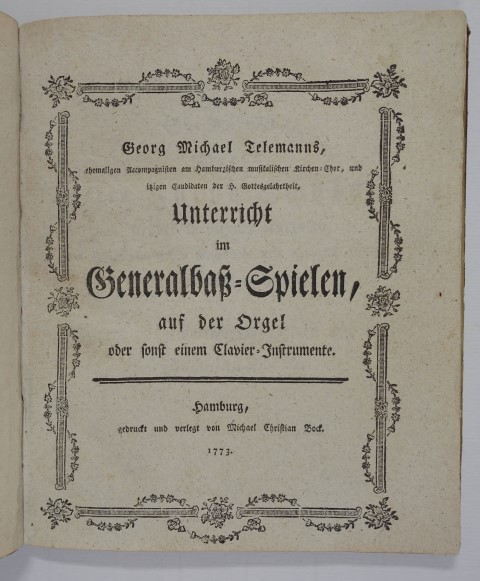 Georg Michael Telemanns,
ehemaligen Accompagnisten am Hamburgischen musikalischen Kirchen-Chor, und
itzigen Candidaten der H. Gottesgelahrtheit,
Unterricht
im
Generalbaß-Spielen,
auf der Orgel
oder sonst einem Clavier-Instrumente.
Hamburg,
gedruckt und verlegt von Michael Christian Bock.
1773.